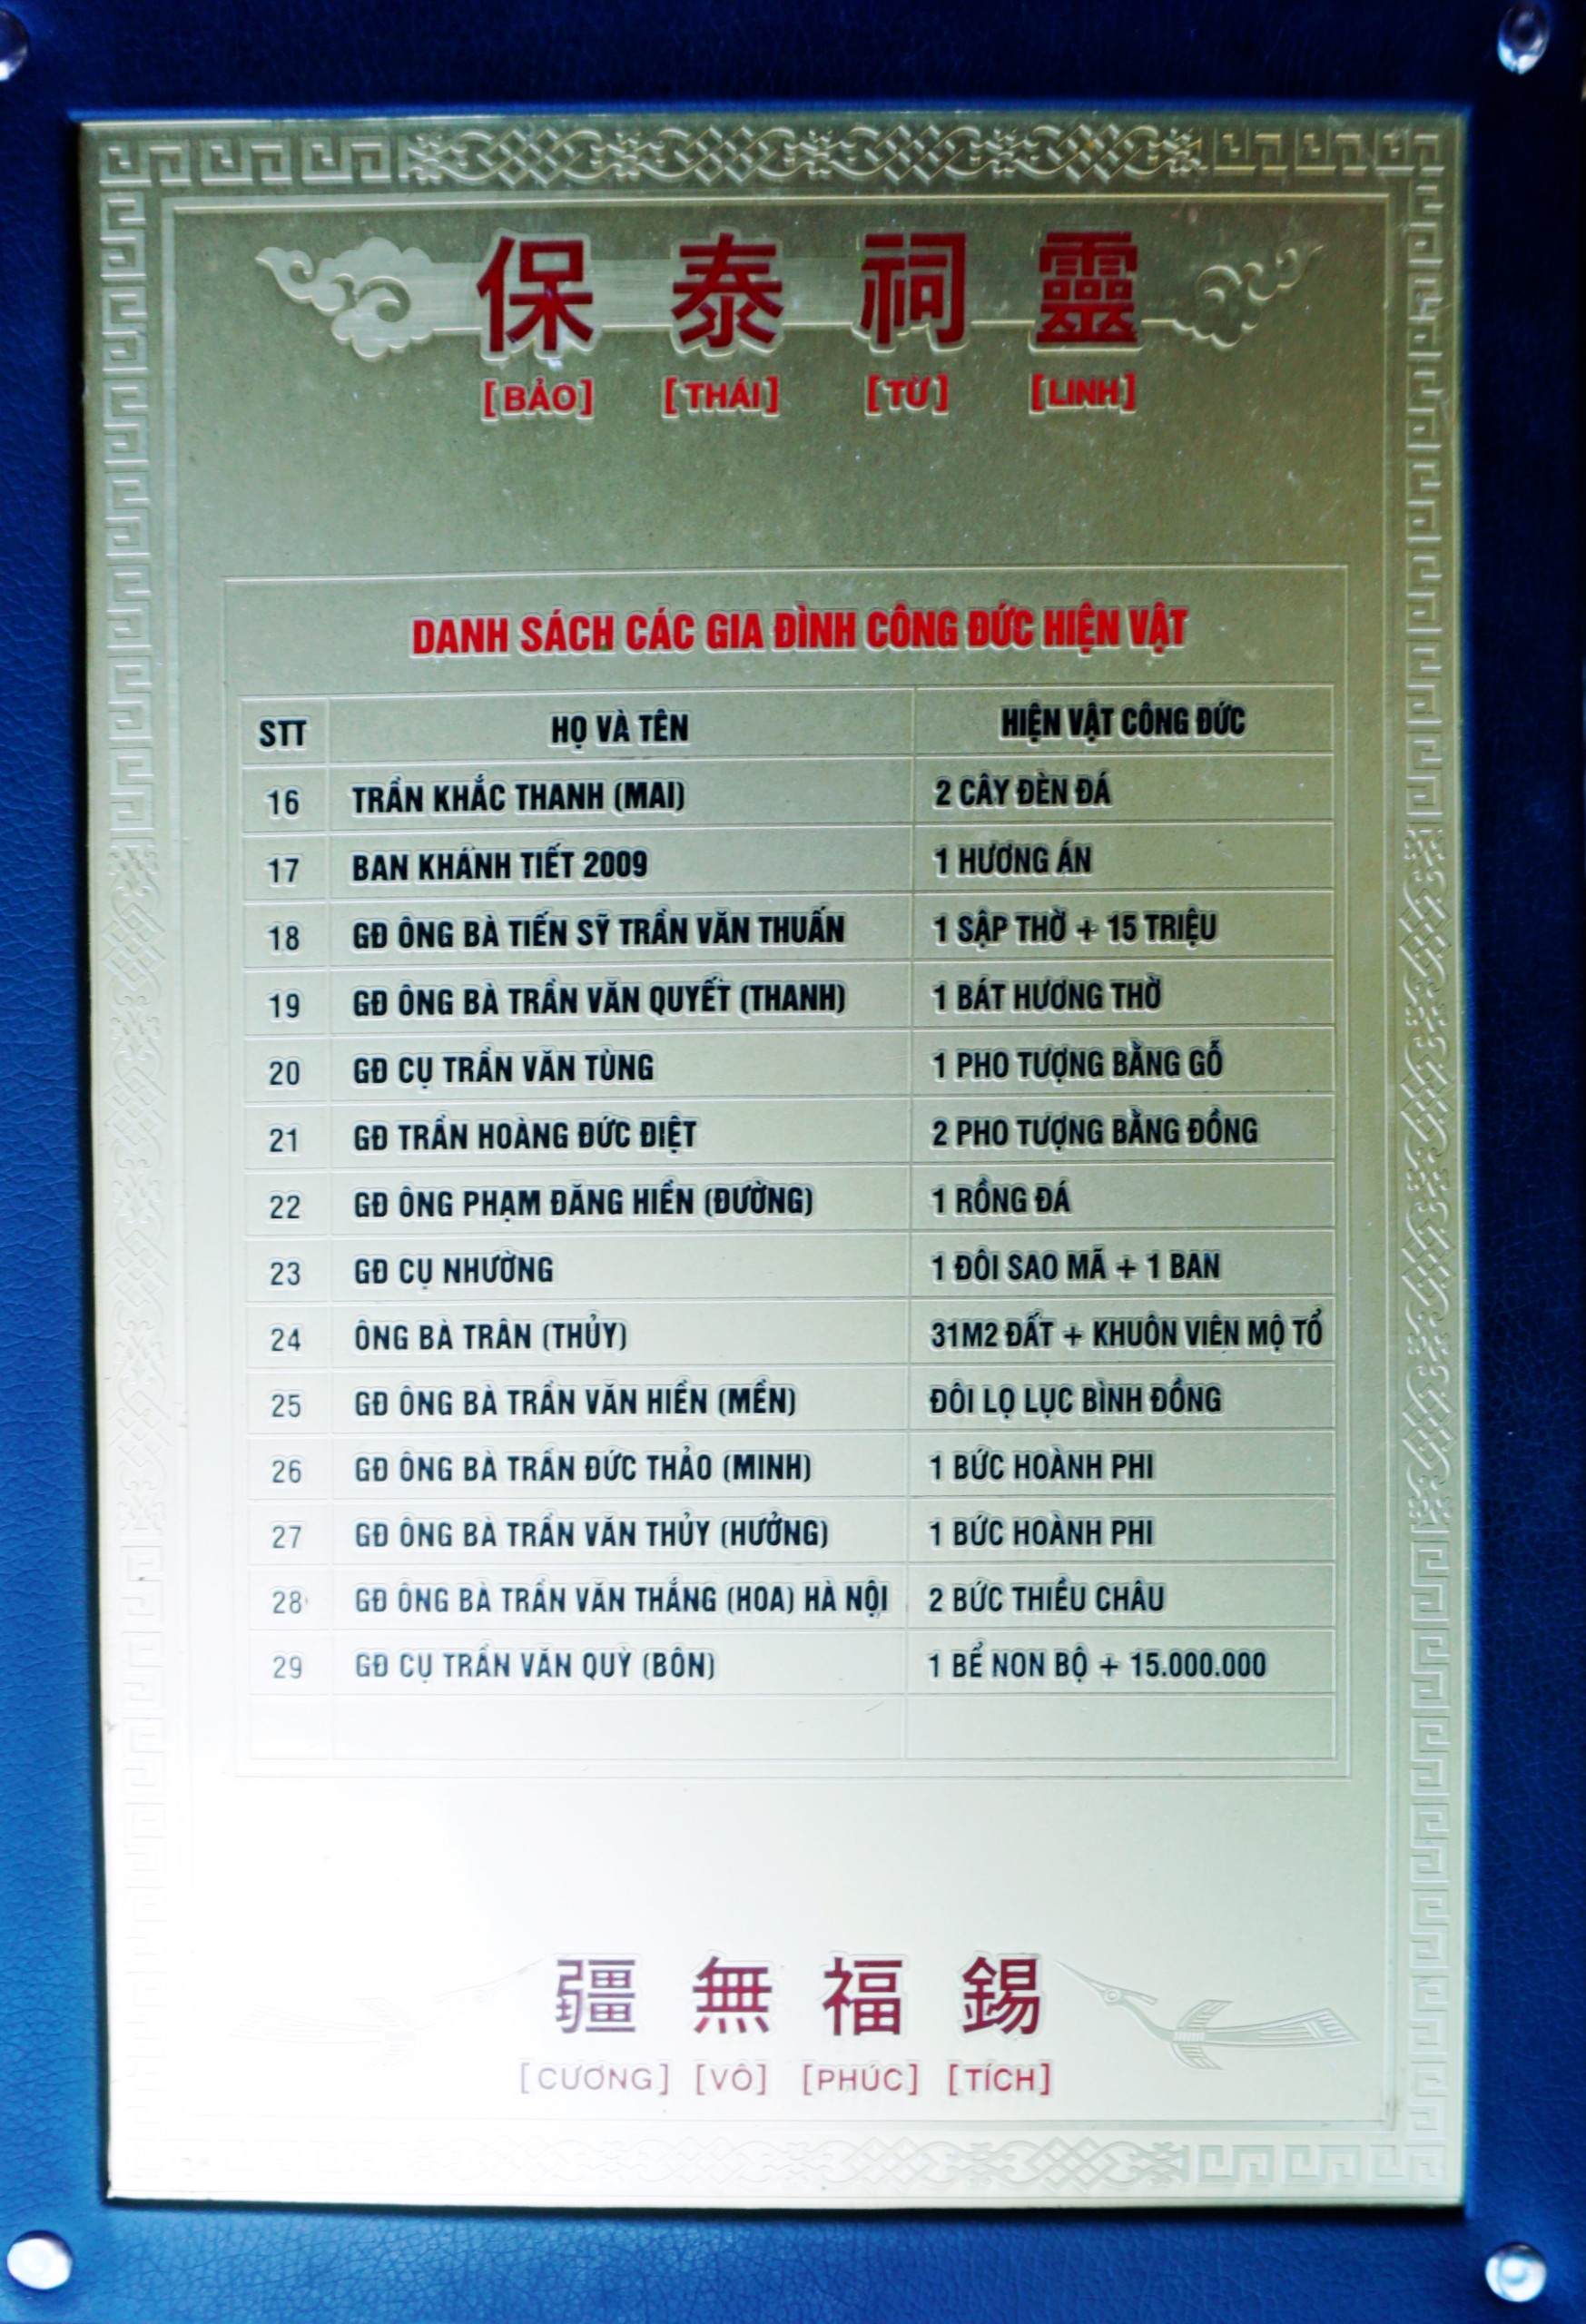 保 泰 祠 靈
[BẢO] [THÁI] [TỪ] [LINH]
DANH SÁCH CÁC GIA ĐÌNH CÔNG ĐỨC HIỆN VẬT
STT HỌ VÀ TÊN HIỆN VẬT CÔNG ĐỨC
16 TRẦN KHẮC THANH (MAI) 2 CÂY ĐÈN ĐÁ
17 BAN KHÁNH TIẾT 2009 1 HƯƠNG ÁN
18 GĐ ÔNG BÀ TIẾN SỸ TRẦN VĂN THUẤN 1 SẬP THỜ + 15 TRIỆU
19 GĐ ÔNG BÀ TRẦN VĂN QUYẾT (THANH) 1 BÁT HƯƠNG THỜ
20 GĐ CỤ TRẦN VĂN TÙNG 1 PHO TƯỢNG BẰNG GỖ
21 GĐ TRẦN HOÀNG ĐỨC ĐIỆT 2 PHO TƯỢNG BẰNG ĐỒNG
22 GĐ ÔNG PHẠM ĐĂNG HIỀN (ĐƯỜNG) 1 RỒNG ĐÁ
23 GĐ CỤ NHƯỜNG 1 ĐÔI SAO MÃ + 1 BAN
24 ÔNG BÀ TRÂN (THỦY) 31M2 ĐẤT + KHUÔN VIÊN MỘ TỔ
25 GĐ ÔNG BÀ TRẦN VĂN HIỀN (MỀN) ĐÔI LỌ LỤC BÌNH ĐỒNG
26 GĐ ÔNG BÀ TRẦN ĐỨC THẢO (MINH) 1 BỨC HOÀNH PHI
27 GĐ ÔNG BÀ TRẦN VĂN THỦY (HƯỞNG) 1 BỨC HOÀNH PHI
28 GĐ ÔNG BÀ TRẦN VĂN THẮNG (HOA) HÀ NỘI 2 BỨC THIỀU CHÂU
29 GĐ CỤ TRẦN VĂN QUỲ (BÔN) 1 BỂ NON BỘ + 15.000.000
疆 無 福 錫
[CƯƠNG] [VÔ] [PHÚC] [TÍCH]